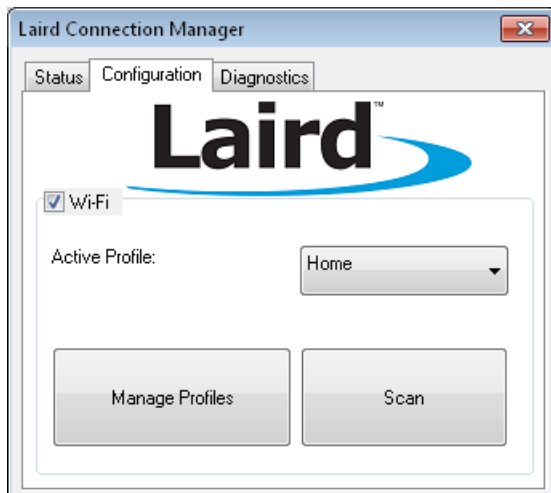 Laird Connection Manager
Status Configuration Diagnostics
Laird™
Wi-Fi
Active Profile: Home
Manage Profiles Scan